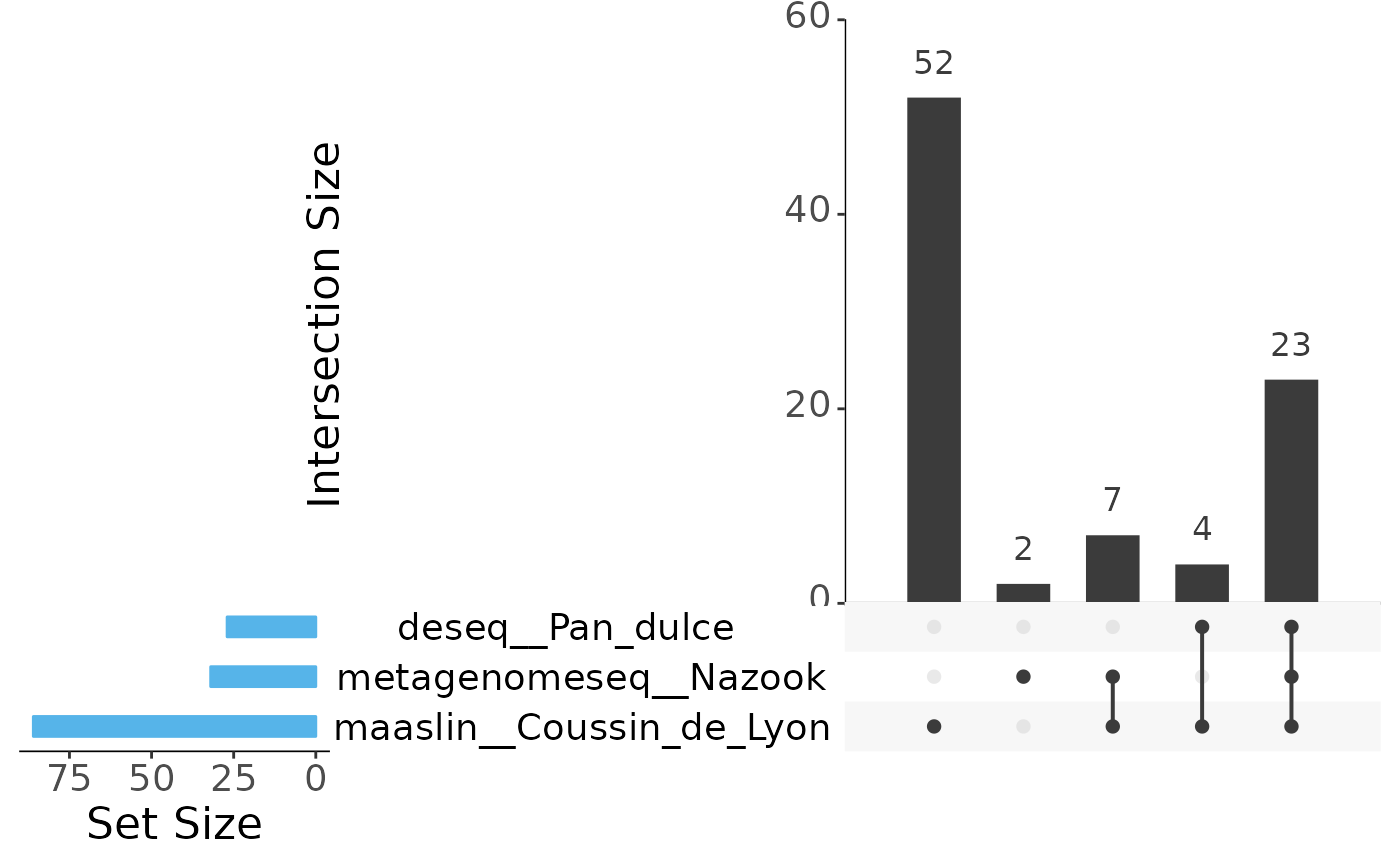 Intersection Size
60
40
20
0
52
2
7
4
23
deseq__Pan_dulce
metagenomeseq__Nazook
maaslin__Coussin_de_Lyon
75 50 25 0
Set Size